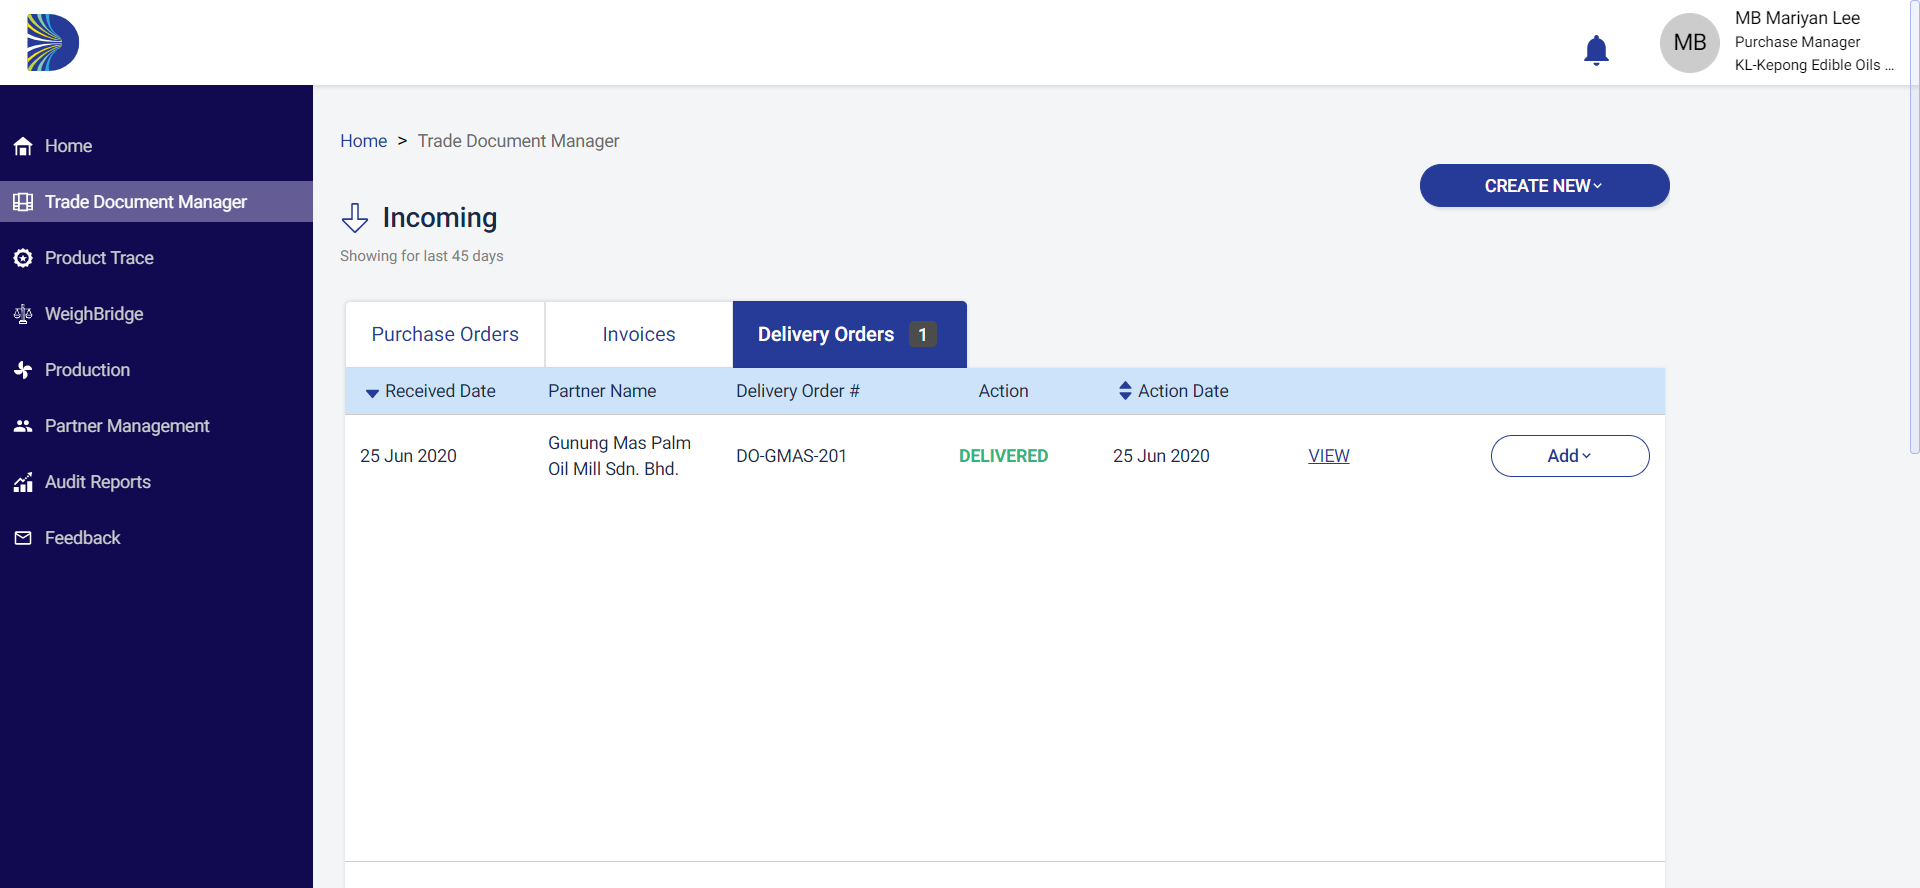 MB
MB Mariyan Lee
Purchase Manager
KL-Kepong Edible Oils ...
Home
Trade Document Manager
Product Trace
WeighBridge
Production
Partner Management
Audit Reports
Feedback
Home > Trade Document Manager
CREATE NEW
Incoming
Showing for last 45 days
Purchase Orders Invoices Delivery Orders 1
Received Date Partner Name Delivery Order # Action Action Date
25 Jun 2020 Gunung Mas Palm DO-GMAS-201 DELIVERED 25 Jun 2020 VIEW Add
Oil Mill Sdn. Bhd.